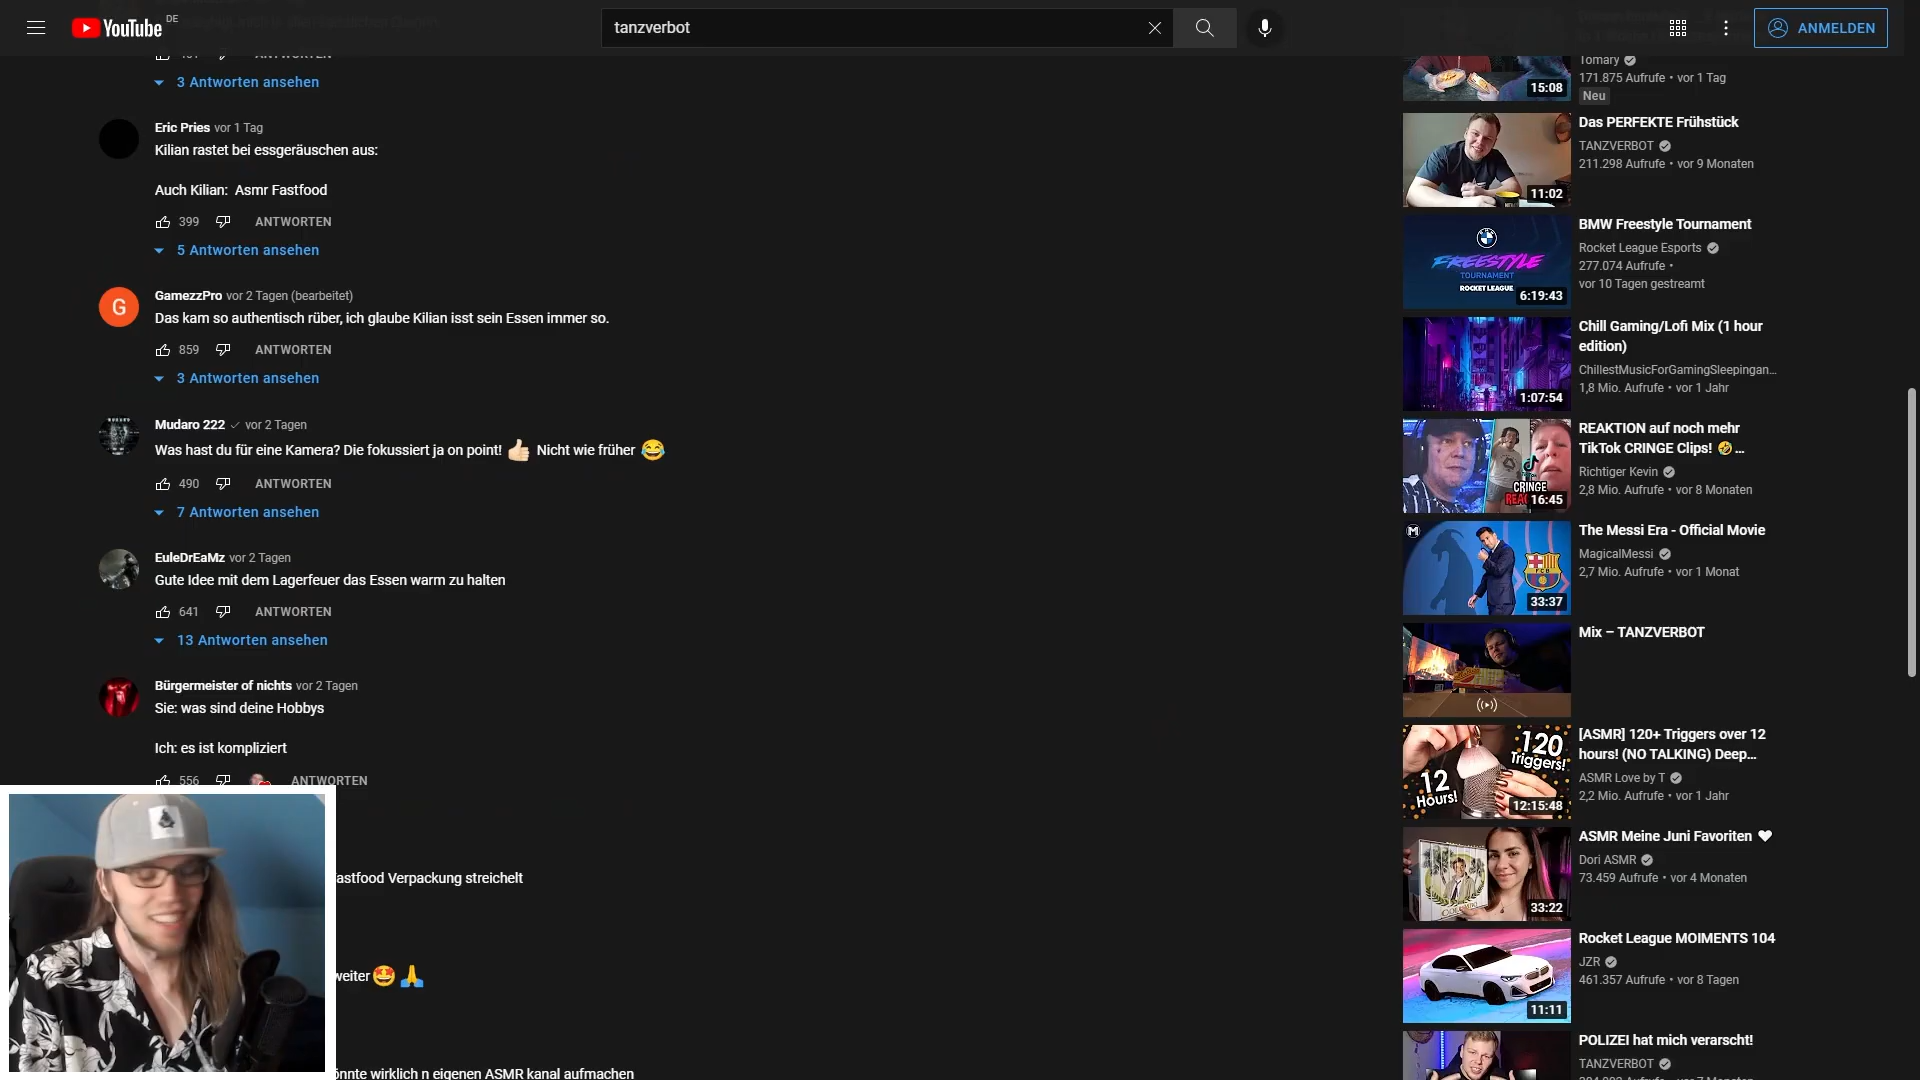 YouTube DE
tanzverbot
ANMELDEN
ANTWORTEN
3 Antworten ansehen
Eric Pries vor 1 Tag
Kilian rastet bei essgeräuschen aus:
Auch Kilian: Asmr Fastfood
399 ANTWORTEN
5 Antworten ansehen
GamezzPro vor 2 Tagen (bearbeitet)
Das kam so authentisch rüber, ich glaube Kilian isst sein Essen immer so.
859 ANTWORTEN
3 Antworten ansehen
Mudaro 222 vor 2 Tagen
Was hast du für eine Kamera? Die fokussiert ja on point! 👍🏻 Nicht wie früher 😂
490 ANTWORTEN
7 Antworten ansehen
EuleDrEaMz vor 2 Tagen
Gute Idee mit dem Lagerfeuer das Essen warm zu halten
641 ANTWORTEN
13 Antworten ansehen
Bürgermeister of nichts vor 2 Tagen
Sie: was sind deine Hobbys
Ich: es ist kompliziert
556 ANTWORTEN
astfood Verpackung streichelt
weiter 🤩 🙏
önnte wirklich n eigenen ASMR kanal aufmachen
Tomary
171.875 Aufrufe • vor 1 Tag
Neu
15:08
Das PERFEKTE Frühstück
TANZVERBOT
211.298 Aufrufe • vor 9 Monaten
11:02
BMW Freestyle Tournament
Rocket League Esports
277.074 Aufrufe •
vor 10 Tagen gestreamt
FREESTYLE
TOURNAMENT
ROCKET LEAGUE
6:19:43
Chill Gaming/Lofi Mix (1 hour
edition)
ChillestMusicForGamingSleepingan...
1,8 Mio. Aufrufe • vor 1 Jahr
1:07:54
REAKTION auf noch mehr
TikTok CRINGE Clips! 🤣 ...
Richtiger Kevin
2,8 Mio. Aufrufe • vor 8 Monaten
CRINGE
16:45
The Messi Era - Official Movie
MagicalMessi
2,7 Mio. Aufrufe • vor 1 Monat
33:37
Mix – TANZVERBOT
[ASMR] 120+ Triggers over 12
hours! (NO TALKING) Deep...
ASMR Love by T
2,2 Mio. Aufrufe • vor 1 Jahr
120
Triggers!
12
Hours!
12:15:48
ASMR Meine Juni Favoriten ❤
Dori ASMR
73.459 Aufrufe • vor 4 Monaten
33:22
Rocket League MOIMENTS 104
JZR
461.357 Aufrufe • vor 8 Tagen
11:11
POLIZEI hat mich verarscht!
TANZVERBOT